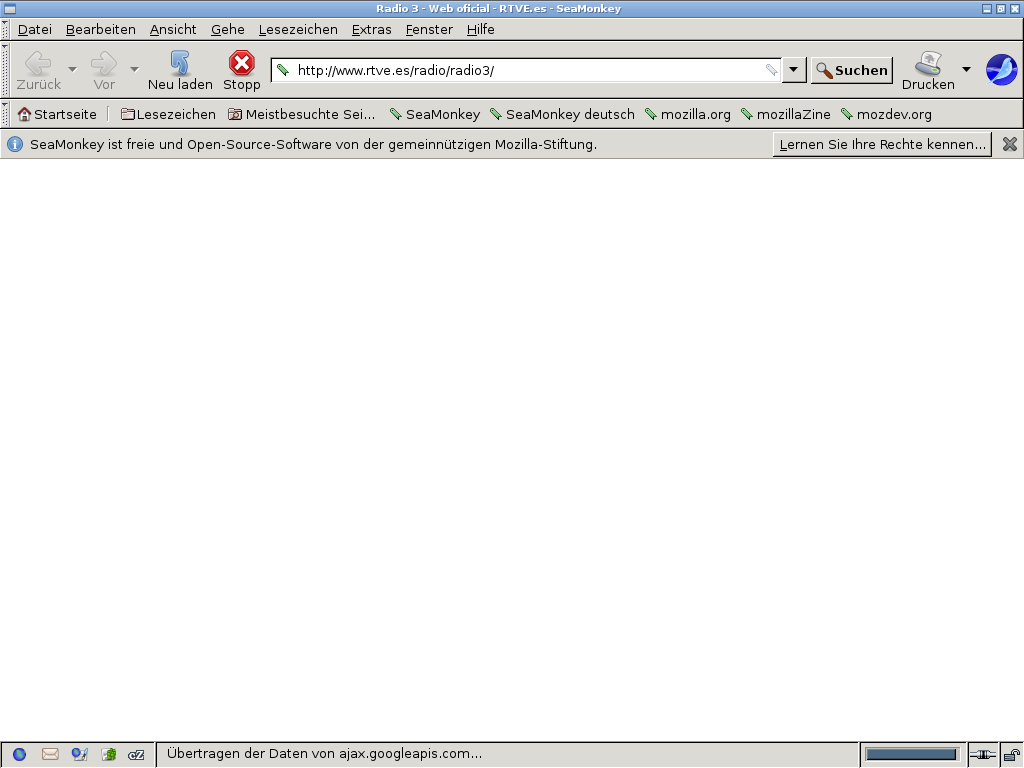 Radio 3 - Web oficial - RTVE.es - SeaMonkey
Datei Bearbeiten Ansicht Gehe Lesezeichen Extras Fenster Hilfe
Zurück Vor Neu laden Stopp http://www.rtve.es/radio/radio3/ Suchen Drucken
Startseite Lesezeichen Meistbesuchte Sei... SeaMonkey SeaMonkey deutsch mozilla.org mozillaZine mozdev.org
SeaMonkey ist freie und Open-Source-Software von der gemeinnützigen Mozilla-Stiftung. Lernen Sie Ihre Rechte kennen...
cZ Übertragen der Daten von ajax.googleapis.com...